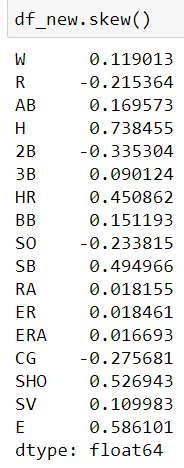 df_new.skew()
W 0.119013
R -0.215364
AB 0.169573
H 0.738455
2B -0.335304
3B 0.090124
HR 0.450862
BB 0.151193
SO -0.233815
SB 0.494966
RA 0.018155
ER 0.018461
ERA 0.016693
CG -0.275681
SHO 0.526943
SV 0.109983
E 0.586101
dtype: float64